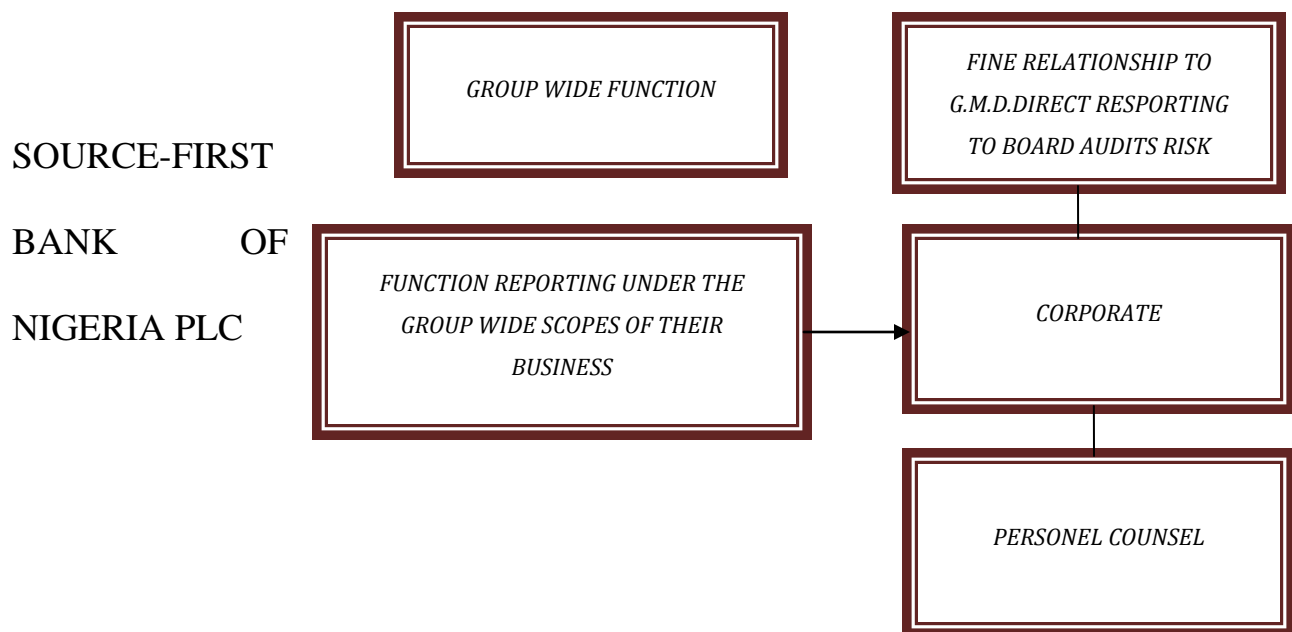 GROUP WIDE FUNCTION
FINE RELATIONSHIP TO
G.M.D.DIRECT RESPORTING
TO BOARD AUDITS RISK
SOURCE-FIRST
BANK OF
NIGERIA PLC
FUNCTION REPORTING UNDER THE
GROUP WIDE SCOPES OF THEIR
BUSINESS
CORPORATE
PERSONEL COUNSEL